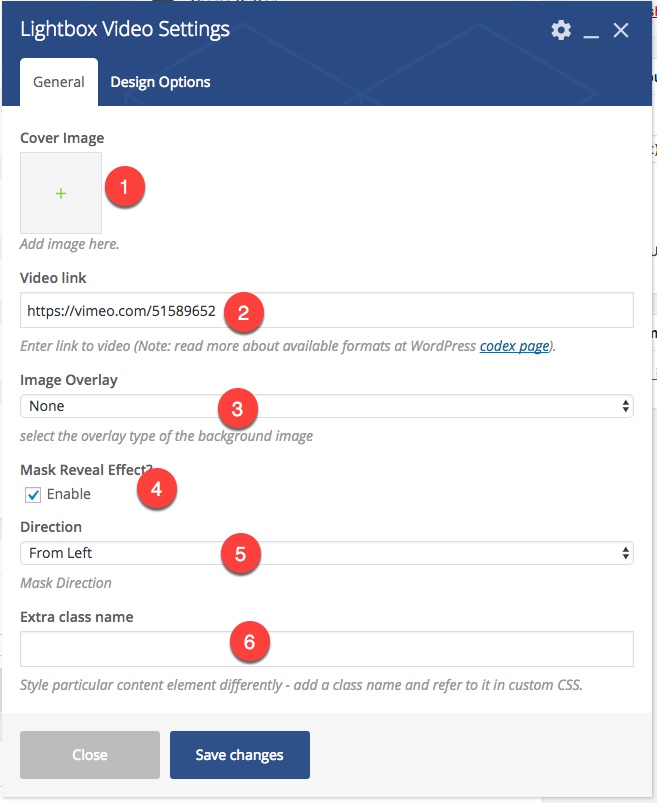 Lightbox Video Settings
General
Design Options
Cover Image
+
1
Add image here.
Video link
https://vimeo.com/51589652
2
Enter link to video (Note: read more about available formats at WordPress codex page).
Image Overlay
None
3
select the overlay type of the background image
Mask Reveal Effect?
Enable
4
Direction
From Left
5
Mask Direction
Extra class name
6
Style particular content element differently - add a class name and refer to it in custom CSS.
Close
Save changes